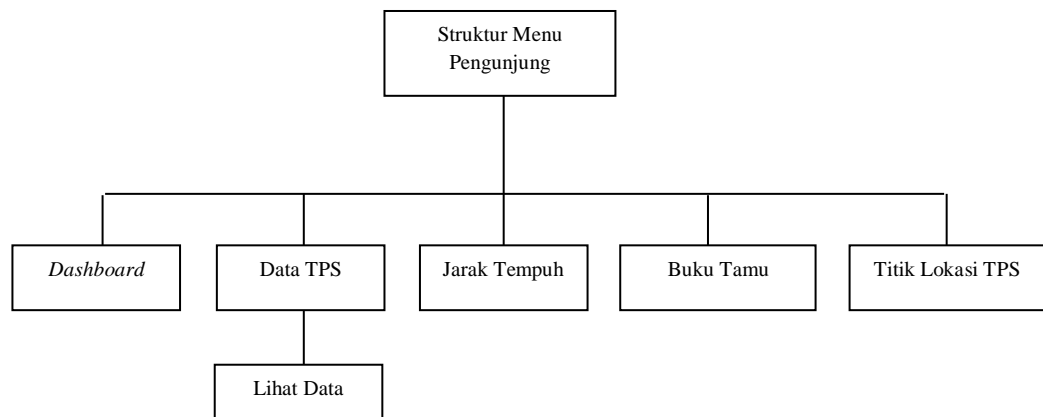 Struktur Menu
Pengunjung
Dashboard
Data TPS
Jarak Tempuh
Buku Tamu
Titik Lokasi TPS
Lihat Data